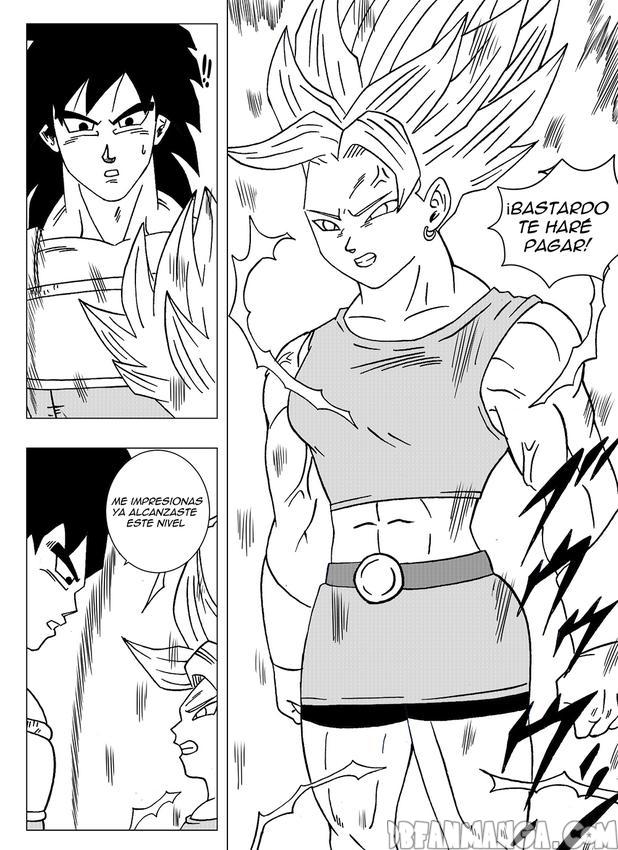 !!
¡BASTARDO
TE HARÉ
PAGAR!
ME IMPRESIONAS
YA ALCANZASTE
ESTE NIVEL
DBFANMANGA.COM